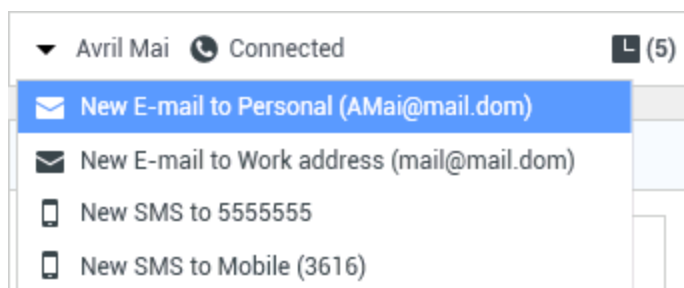 Avril Mai Connected (5)
New E-mail to Personal (AMai@mail.dom)
New E-mail to Work address (mail@mail.dom)
New SMS to 5555555
New SMS to Mobile (3616)